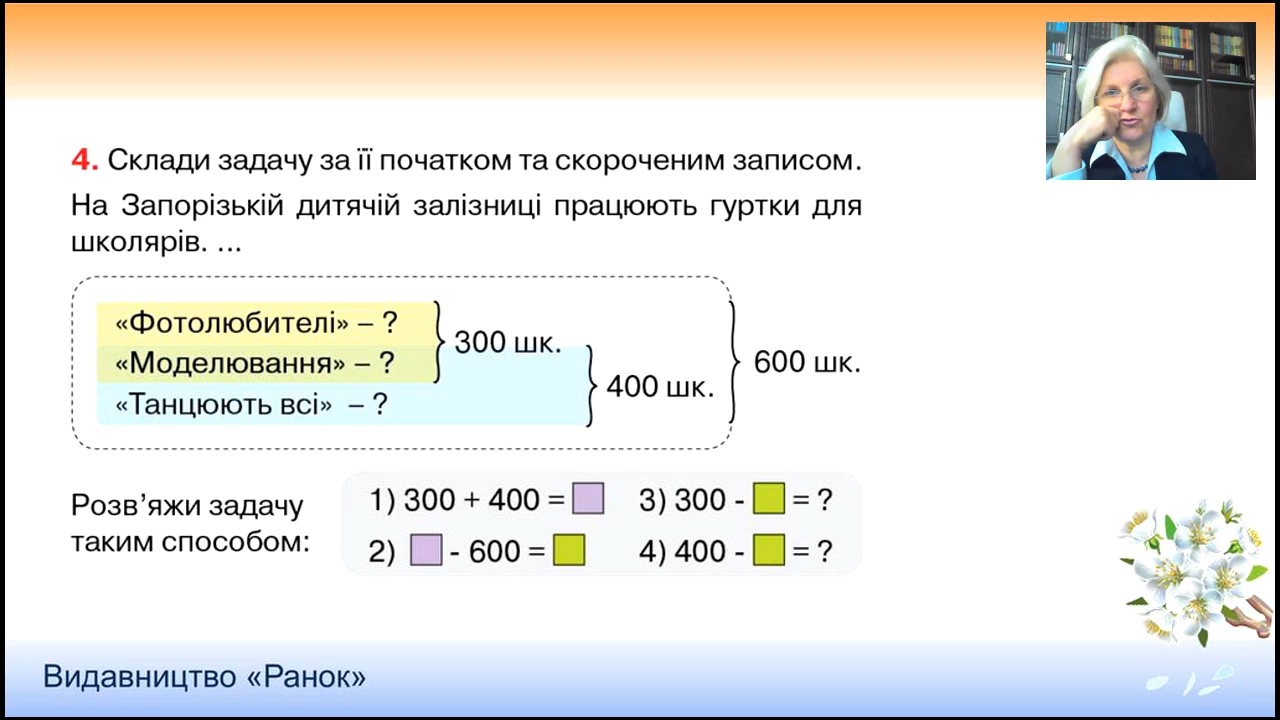 4. Склади задачу за її початком та скороченим записом.
На Запорізькій дитячій залізниці працюють гуртки для
школярів. ...
«Фотолюбителі» – ?
«Моделювання» – ?
«Танцюють всі» – ?
300 шк.
400 шк.
600 шк.
Розв’яжи задачу
таким способом:
1) 300 + 400 =
2) - 600 =
3) 300 - = ?
4) 400 - = ?
Видавництво «Ранок»